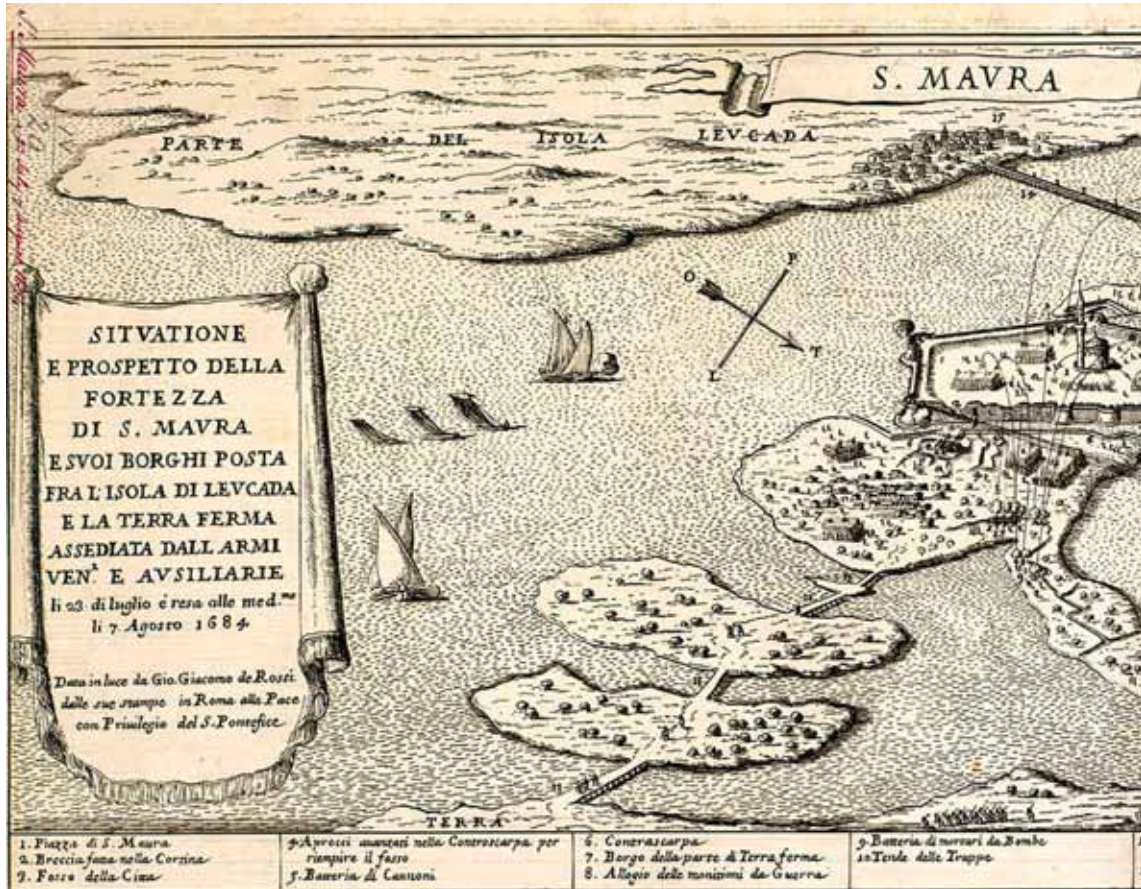 S. MAVRA
PARTE DEL ISOLA LEVCADA
17
O
P
T
L
SITVATIONE
E PROSPETTO DELLA
FORTEZZA
DI S. MAVRA
E SVOI BORGHI POSTA
FRA L'ISOLA DI LEVCADA
E LA TERRA FERMA
ASSEDIATA DALL ARMI
VEN.ᵉ E AVSILIARIE
li 23 di luglio é resa alle med.ᵐᵉ
li 7. Agosto 1684
Data in luce da Gio. Giacomo de Rossi
dalle sue stampe in Roma alla Pace
con Priuilegio del S. Pontefice
TERRA
1. Piazza di S. Maura
2. Breccia fatta nella Cortina
3. Fosso della Citta
4. Aprocci auanzati nella Controscarpa per
riempire il fosso
5. Batteria di Cannoni
6. Contrascarpa
7. Borgo della parte di Terra ferma
8. Allogio delle monitioni da Guerra
9. Batteria di mortari da Bombe
10. Tende delle Truppe